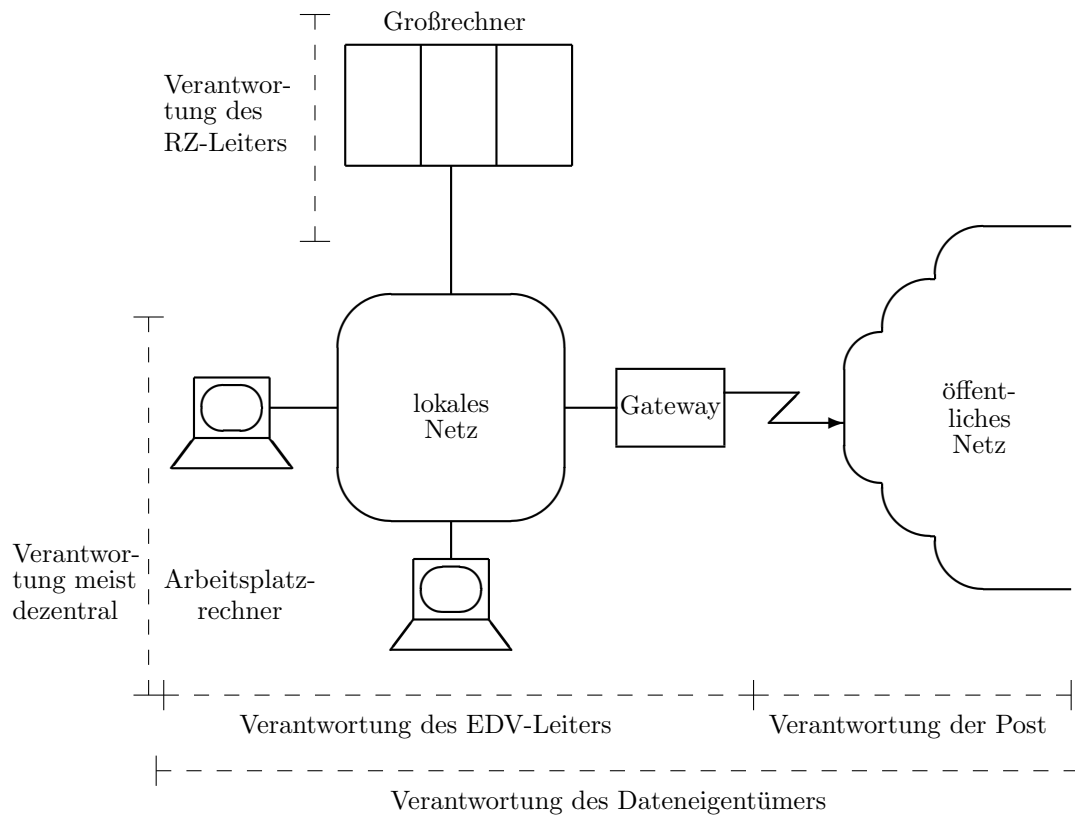 Großrechner
Verantwor-
tung des
RZ-Leiters
lokales
Netz
Gateway
öffent-
liches
Netz
Verantwor-
tung meist
dezentral
Arbeitsplatz-
rechner
Verantwortung des EDV-Leiters
Verantwortung der Post
Verantwortung des Dateneigentümers